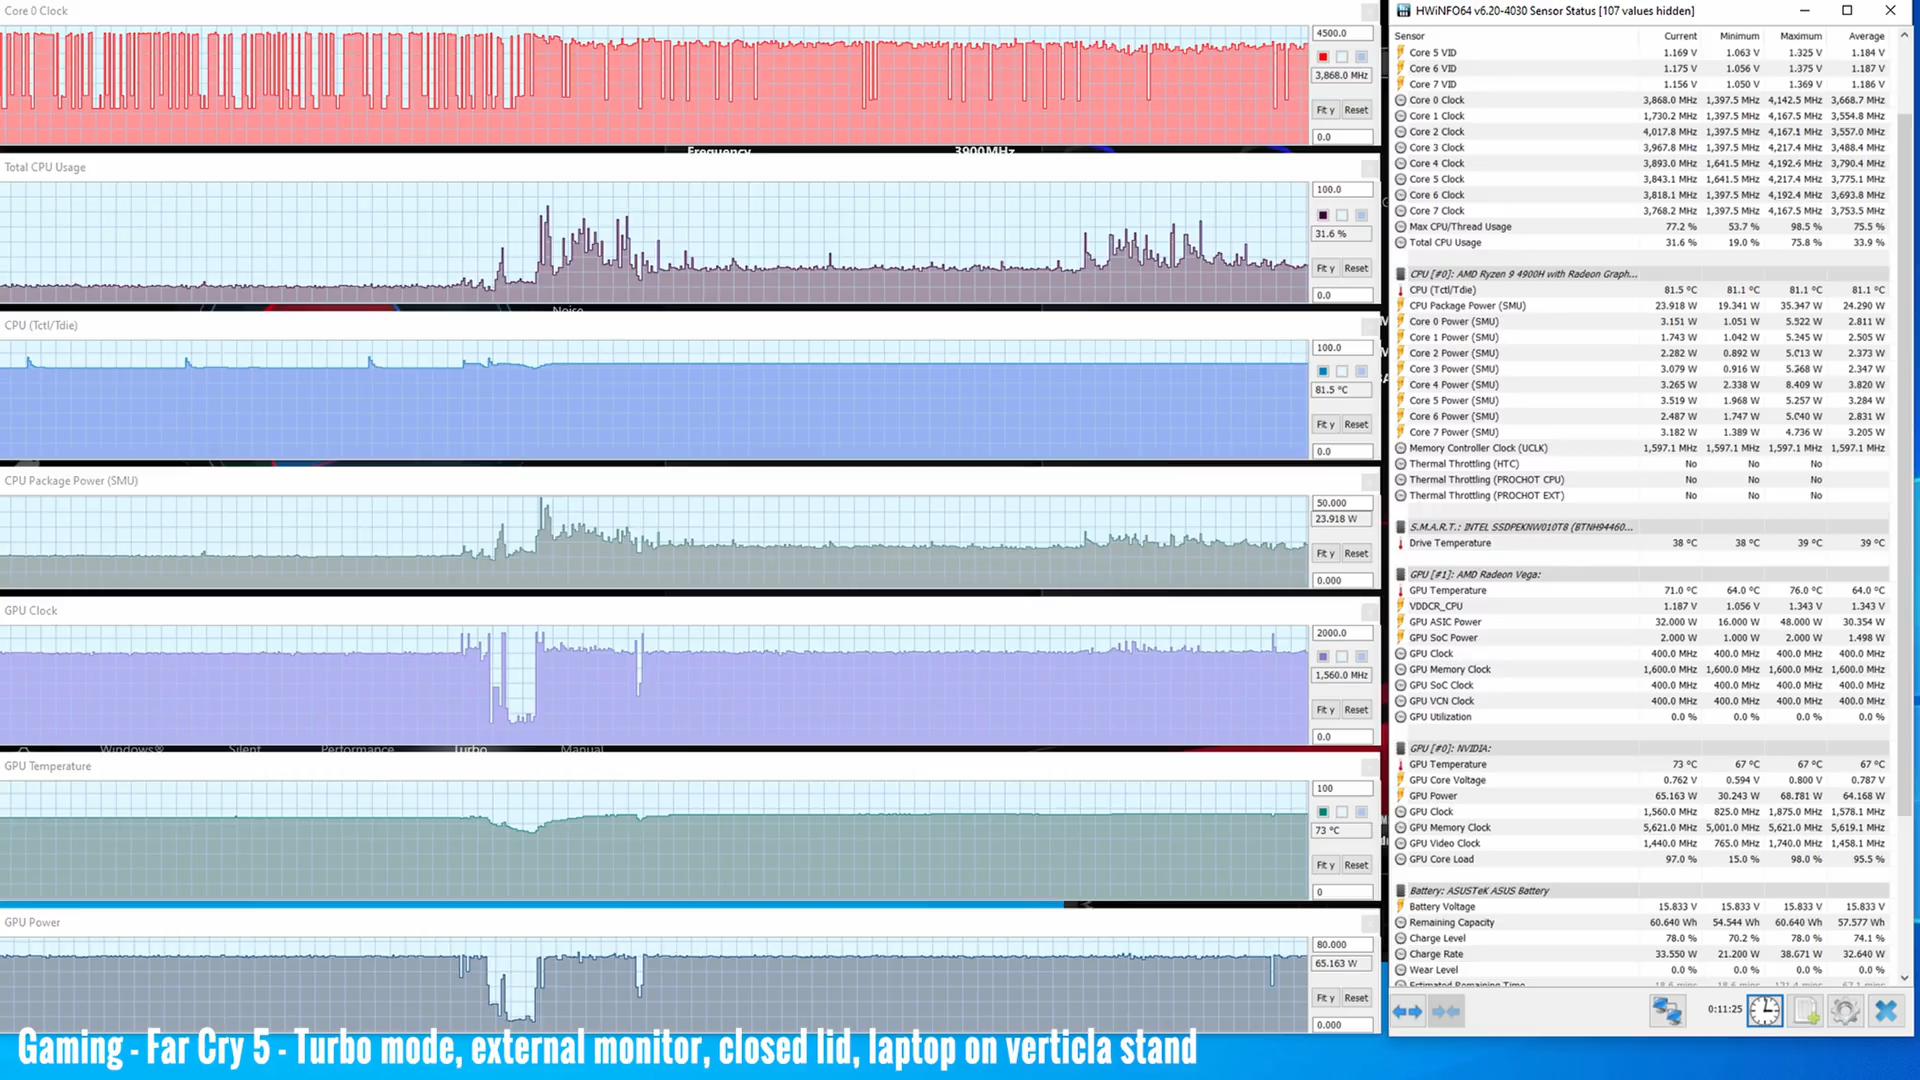 Core 0 Clock
4500.0
3,868.0 MHz
Fit y Reset
0.0
Frequency 3900MHz
Total CPU Usage
100.0
31.6 %
Fit y Reset
0.0
Noise
CPU (Tctl/Tdie)
100.0
81.5 °C
Fit y Reset
0.0
CPU Package Power (SMU)
50.000
23.918 W
Fit y Reset
0.000
GPU Clock
2000.0
1,560.0 MHz
Fit y Reset
0.0
Windows® Silent Performance Turbo Manual
GPU Temperature
100
73 °C
Fit y Reset
0
GPU Power
80.000
65.163 W
Fit y Reset
0.000
HWiNFO64 v6.20-4030 Sensor Status [107 values hidden]
Sensor Current Minimum Maximum Average
Core 5 VID 1.169 V 1.063 V 1.325 V 1.184 V
Core 6 VID 1.175 V 1.056 V 1.375 V 1.187 V
Core 7 VID 1.156 V 1.050 V 1.369 V 1.186 V
Core 0 Clock 3,868.0 MHz 1,397.5 MHz 4,142.5 MHz 3,668.7 MHz
Core 1 Clock 1,730.2 MHz 1,397.5 MHz 4,167.5 MHz 3,554.8 MHz
Core 2 Clock 4,017.8 MHz 1,397.5 MHz 4,167.1 MHz 3,557.0 MHz
Core 3 Clock 3,967.8 MHz 1,397.5 MHz 4,217.4 MHz 3,488.4 MHz
Core 4 Clock 3,893.0 MHz 1,641.5 MHz 4,192.4 MHz 3,790.4 MHz
Core 5 Clock 3,843.1 MHz 1,641.5 MHz 4,217.4 MHz 3,775.1 MHz
Core 6 Clock 3,818.1 MHz 1,397.5 MHz 4,192.4 MHz 3,693.8 MHz
Core 7 Clock 3,768.2 MHz 1,397.5 MHz 4,167.5 MHz 3,753.5 MHz
Max CPU/Thread Usage 77.2 % 53.7 % 98.5 % 75.5 %
Total CPU Usage 31.6 % 19.0 % 75.8 % 33.9 %
CPU [#0]: AMD Ryzen 9 4900H with Radeon Graph...
CPU (Tctl/Tdie) 81.5 °C 81.1 °C 81.1 °C 81.1 °C
CPU Package Power (SMU) 23.918 W 19.341 W 35.347 W 24.290 W
Core 0 Power (SMU) 3.151 W 1.051 W 5.522 W 2.811 W
Core 1 Power (SMU) 1.743 W 1.042 W 5.245 W 2.505 W
Core 2 Power (SMU) 2.282 W 0.892 W 5.013 W 2.373 W
Core 3 Power (SMU) 3.079 W 0.916 W 5.268 W 2.347 W
Core 4 Power (SMU) 3.265 W 2.338 W 8.409 W 3.820 W
Core 5 Power (SMU) 3.519 W 1.968 W 5.257 W 3.284 W
Core 6 Power (SMU) 2.487 W 1.747 W 5.040 W 2.831 W
Core 7 Power (SMU) 3.182 W 1.389 W 4.736 W 3.205 W
Memory Controller Clock (UCLK) 1,597.1 MHz 1,597.1 MHz 1,597.1 MHz 1,597.1 MHz
Thermal Throttling (HTC) No No No
Thermal Throttling (PROCHOT CPU) No No No
Thermal Throttling (PROCHOT EXT) No No No
S.M.A.R.T.: INTEL SSDPEKNW010T8 (BTNH94460...
Drive Temperature 38 °C 38 °C 39 °C 39 °C
GPU [#1]: AMD Radeon Vega:
GPU Temperature 71.0 °C 64.0 °C 76.0 °C 64.0 °C
VDDCR_CPU 1.187 V 1.056 V 1.343 V 1.343 V
GPU ASIC Power 32.000 W 16.000 W 48.000 W 30.354 W
GPU SoC Power 2.000 W 1.000 W 2.000 W 1.498 W
GPU Clock 400.0 MHz 400.0 MHz 400.0 MHz 400.0 MHz
GPU Memory Clock 1,600.0 MHz 1,600.0 MHz 1,600.0 MHz 1,600.0 MHz
GPU SoC Clock 400.0 MHz 400.0 MHz 400.0 MHz 400.0 MHz
GPU VCN Clock 400.0 MHz 400.0 MHz 400.0 MHz 400.0 MHz
GPU Utilization 0.0 % 0.0 % 0.0 % 0.0 %
GPU [#0]: NVIDIA:
GPU Temperature 73 °C 67 °C 67 °C 67 °C
GPU Core Voltage 0.762 V 0.594 V 0.800 V 0.787 V
GPU Power 65.163 W 30.243 W 68.781 W 64.168 W
GPU Clock 1,560.0 MHz 825.0 MHz 1,875.0 MHz 1,578.1 MHz
GPU Memory Clock 5,621.0 MHz 5,001.0 MHz 5,621.0 MHz 5,619.1 MHz
GPU Video Clock 1,440.0 MHz 765.0 MHz 1,740.0 MHz 1,458.1 MHz
GPU Core Load 97.0 % 15.0 % 98.0 % 95.5 %
Battery: ASUSTeK ASUS Battery
Battery Voltage 15.833 V 15.833 V 15.833 V 15.833 V
Remaining Capacity 60.640 Wh 54.544 Wh 60.640 Wh 57.577 Wh
Charge Level 78.0 % 70.2 % 78.0 % 74.1 %
Charge Rate 33.550 W 21.200 W 38.671 W 32.640 W
Wear Level 0.0 % 0.0 % 0.0 % 0.0 %
Estimated Remaining Time
0:11:25
Gaming - Far Cry 5 - Turbo mode, external monitor, closed lid, laptop on verticla stand